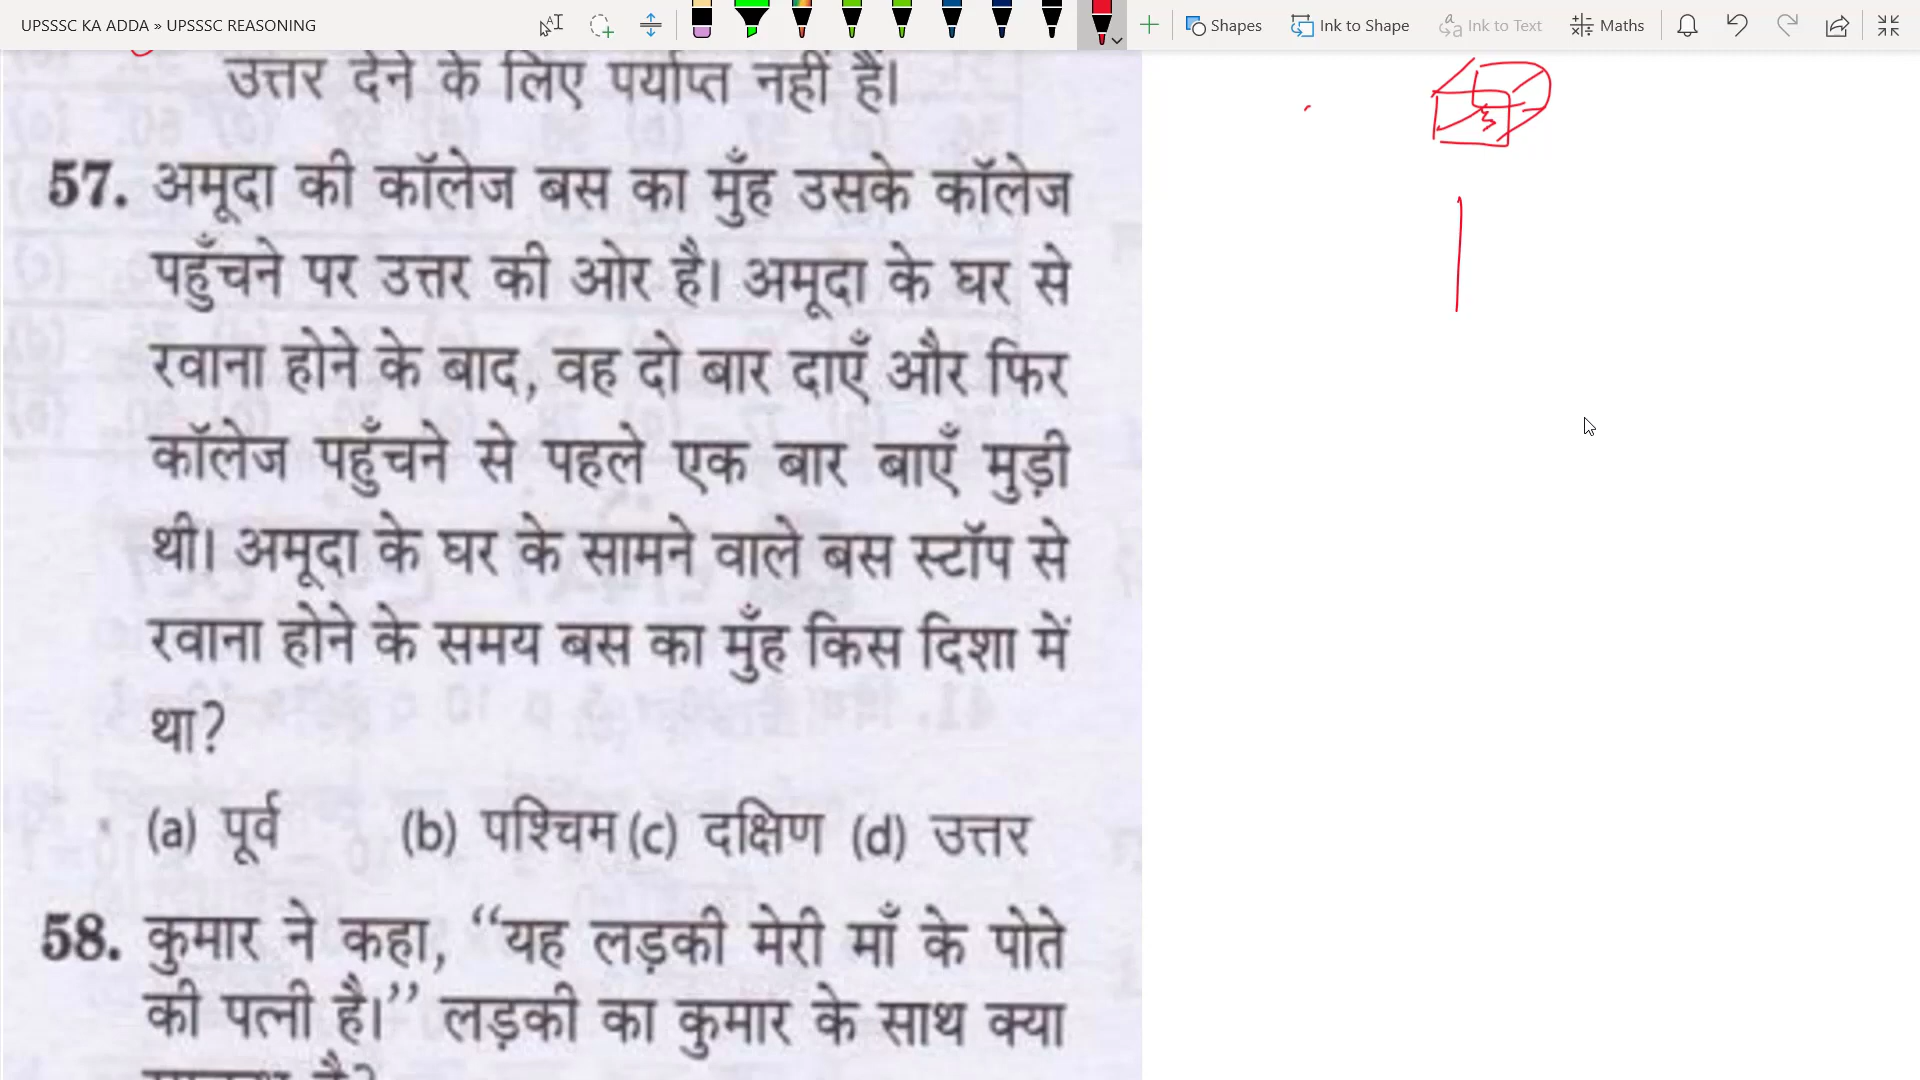 UPSSSC KA ADDA » UPSSSC REASONING
Shapes
Ink to Shape
Ink to Text
Maths
उत्तर देने के लिए पर्याप्त नहीं है।
57. अमूदा की कॉलेज बस का मुँह उसके कॉलेज
पहुँचने पर उत्तर की ओर है। अमूदा के घर से
रवाना होने के बाद, वह दो बार दाएँ और फिर
कॉलेज पहुँचने से पहले एक बार बाएँ मुड़ी
थी। अमूदा के घर के सामने वाले बस स्टॉप से
रवाना होने के समय बस का मुँह किस दिशा में
था?
(a) पूर्व (b) पश्चिम (c) दक्षिण (d) उत्तर
58. कुमार ने कहा, “यह लड़की मेरी माँ के पोते
की पत्नी है।” लड़की का कुमार के साथ क्या